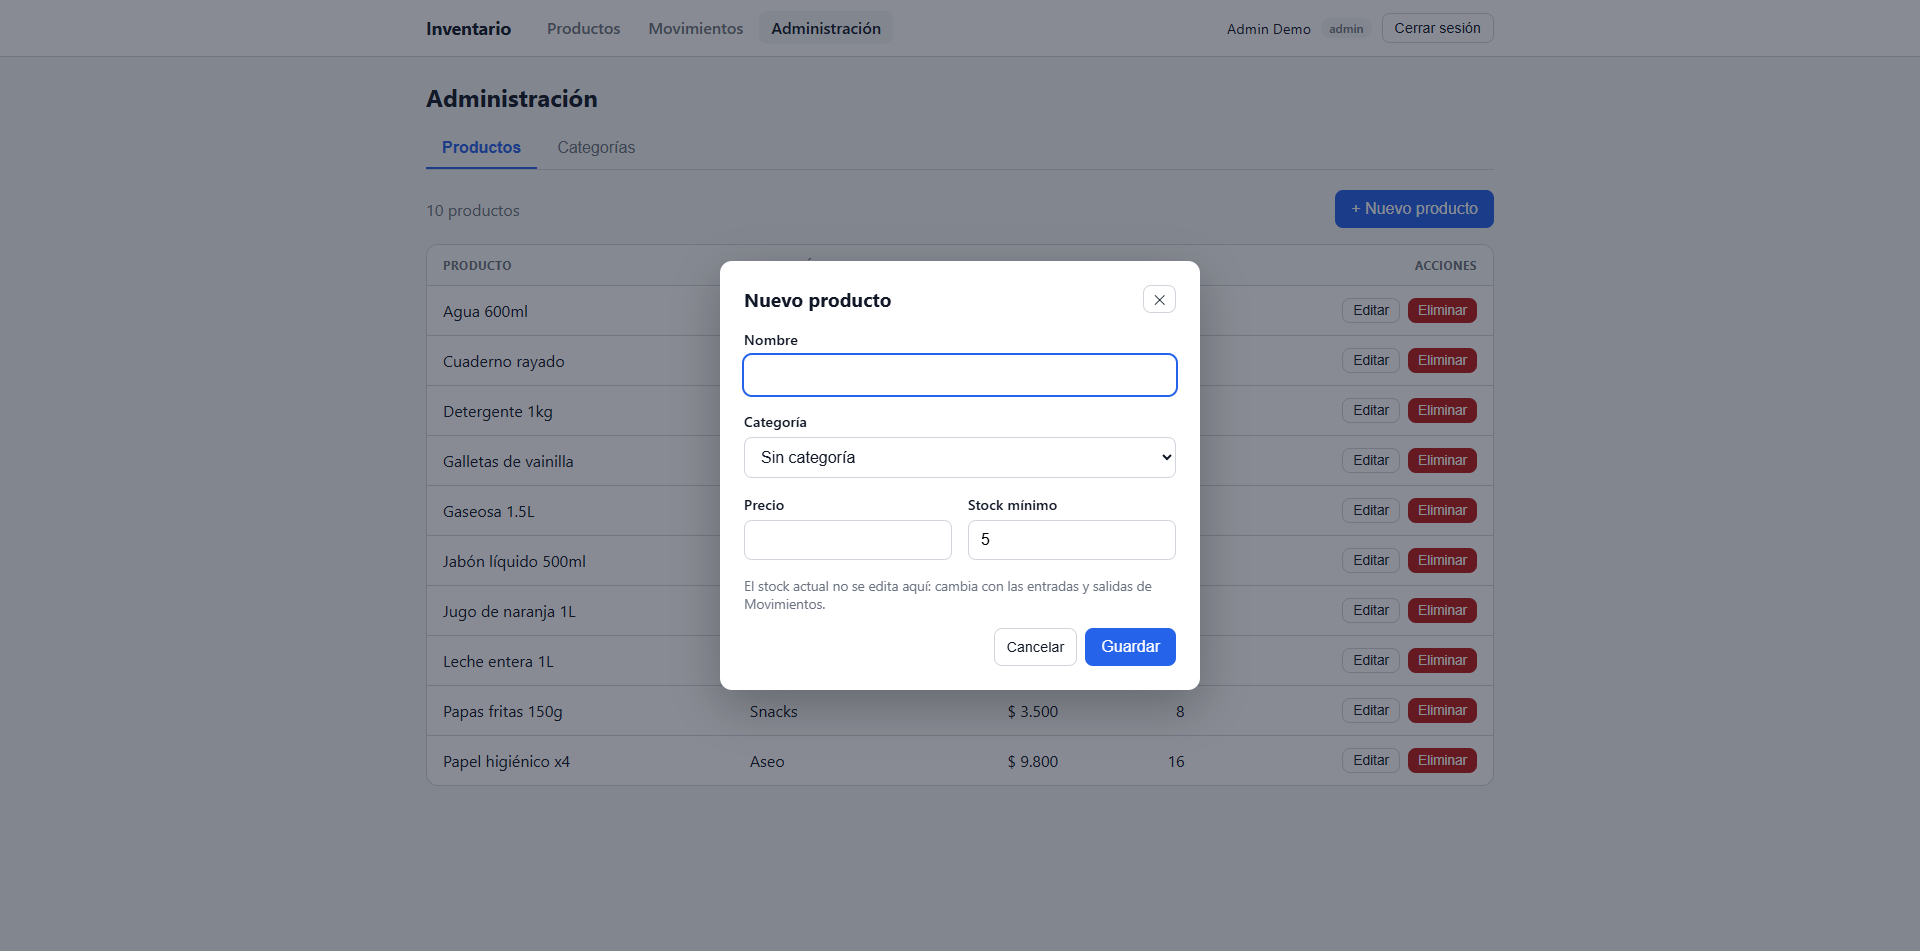 Inventario Productos Movimientos Administración Admin Demo admin Cerrar sesión
Administración
Productos Categorías
10 productos + Nuevo producto
PRODUCTO ACCIONES
Agua 600ml Editar Eliminar
Cuaderno rayado Editar Eliminar
Detergente 1kg Editar Eliminar
Galletas de vainilla Editar Eliminar
Gaseosa 1.5L Editar Eliminar
Jabón líquido 500ml Editar Eliminar
Jugo de naranja 1L Editar Eliminar
Leche entera 1L Editar Eliminar
Papas fritas 150g Snacks $ 3.500 8 Editar Eliminar
Papel higiénico x4 Aseo $ 9.800 16 Editar Eliminar
Nuevo producto
Nombre
Categoría
Sin categoría
Precio Stock mínimo
5
El stock actual no se edita aquí: cambia con las entradas y salidas de
Movimientos.
Cancelar Guardar